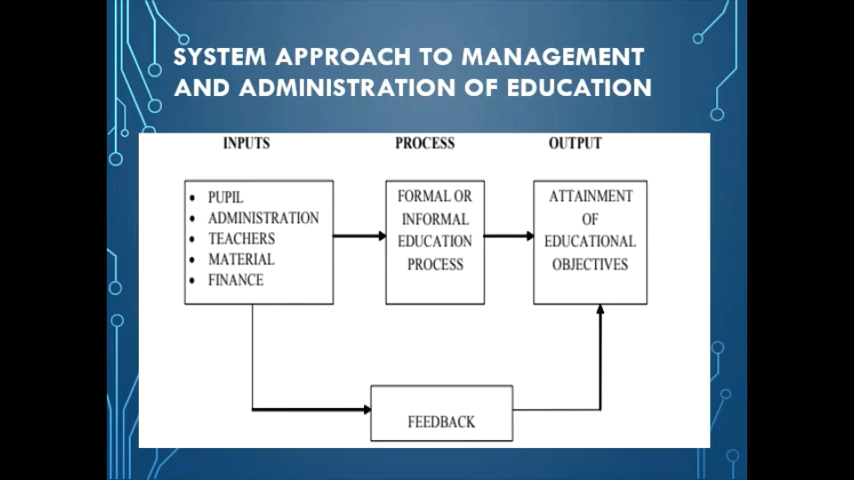 SYSTEM APPROACH TO MANAGEMENT
AND ADMINISTRATION OF EDUCATION
INPUTS
PROCESS
OUTPUT
• PUPIL
• ADMINISTRATION
• TEACHERS
• MATERIAL
• FINANCE
FORMAL OR
INFORMAL
EDUCATION
PROCESS
ATTAINMENT
OF
EDUCATIONAL
OBJECTIVES
FEEDBACK